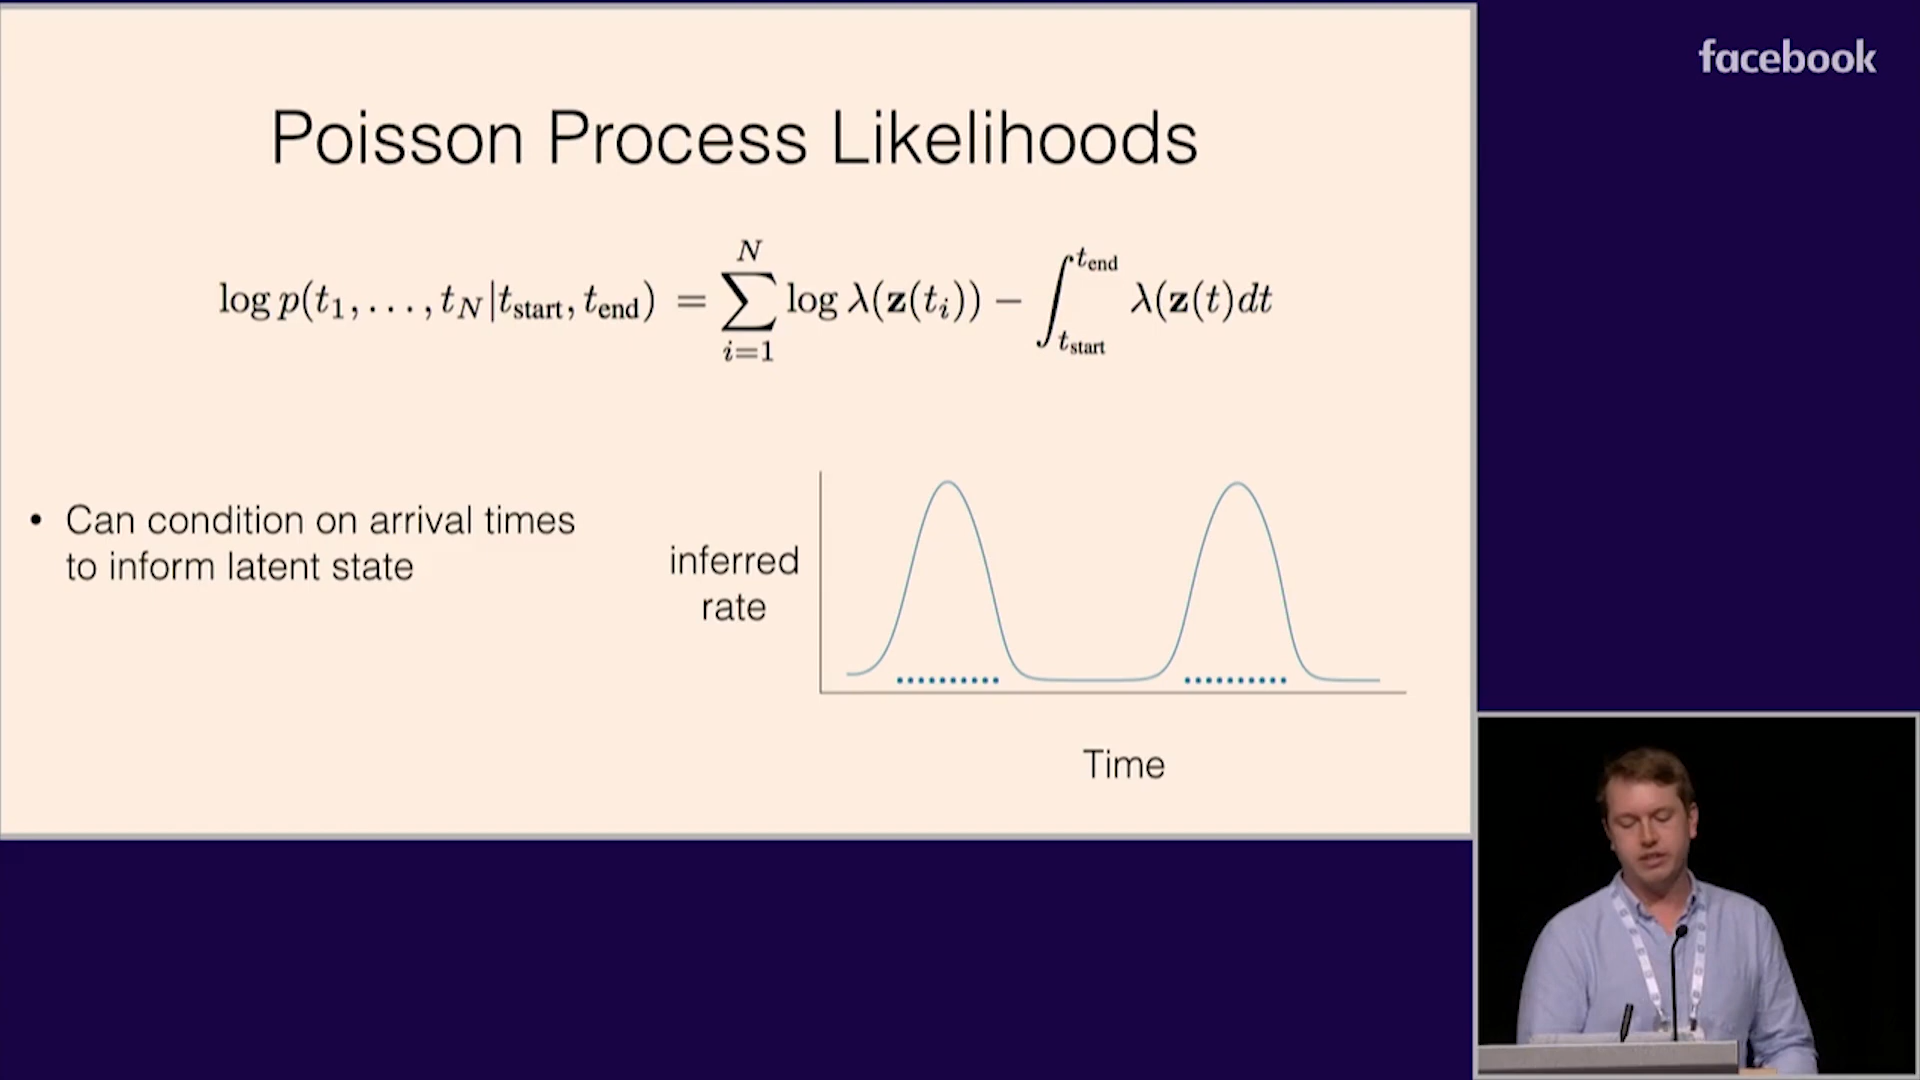 facebook
Poisson Process Likelihoods
log p(t₁, . . . , t_N|t_start, t_end) = ∑_{i=1}^{N} log λ(𝐳(t_i)) − ∫_{t_start}^{t_end} λ(𝐳(t)dt
• Can condition on arrival times
to inform latent state
inferred
rate
Time